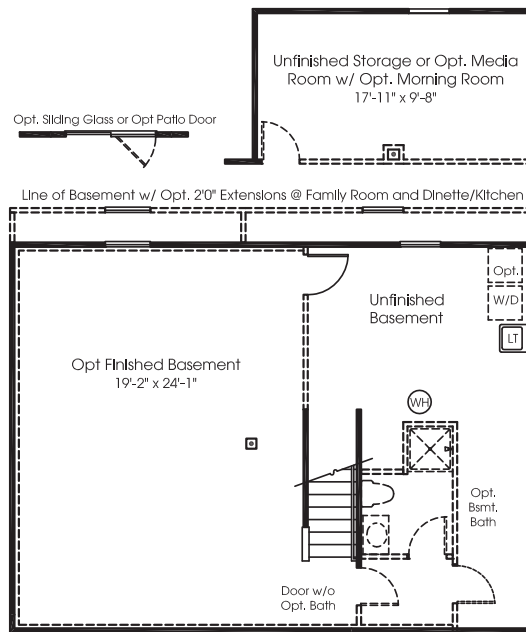 Unfinished Storage or Opt. Media
Room w/ Opt. Morning Room
17'-11" x 9'-8"
Opt. Sliding Glass or Opt Patio Door
Line of Basement w/ Opt. 2'0" Extensions @ Family Room and Dinette/Kitchen
Opt.
W/D
LT
Unfinished
Basement
Opt Finished Basement
19'-2" x 24'-1"
WH
Opt.
Bsmt.
Bath
Door w/o
Opt. Bath